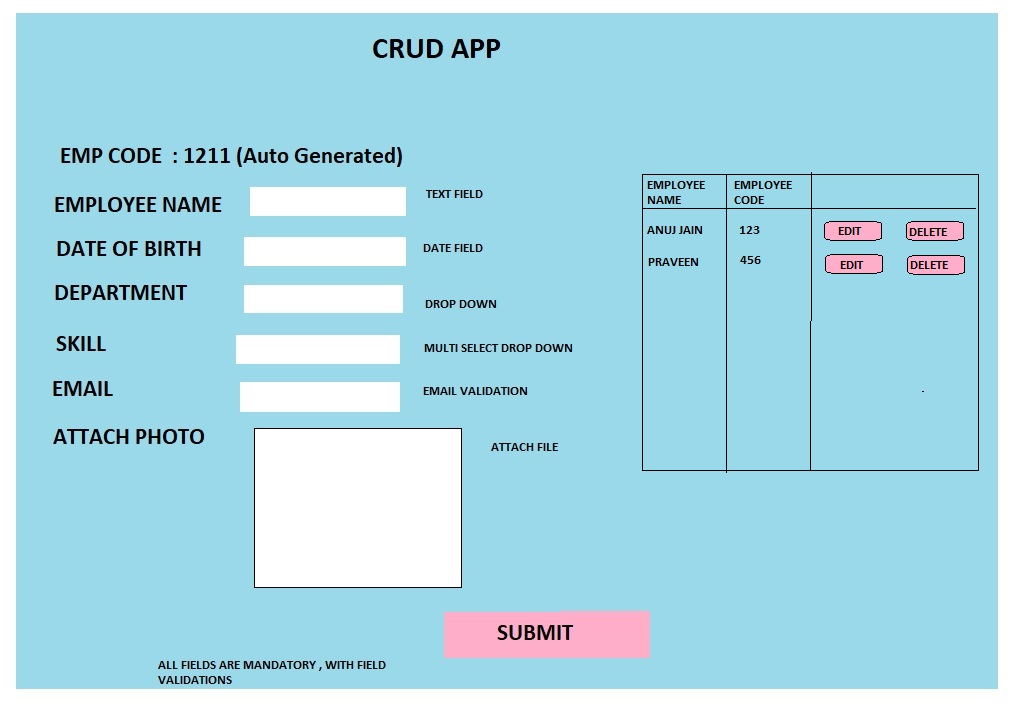 CRUD APP
EMP CODE  : 1211 (Auto Generated)
EMPLOYEE NAME
TEXT FIELD
DATE OF BIRTH
DATE FIELD
DEPARTMENT
DROP DOWN
SKILL
MULTI SELECT DROP DOWN
EMAIL
EMAIL VALIDATION
ATTACH PHOTO
ATTACH FILE
EMPLOYEE
NAME
EMPLOYEE
CODE
ANUJ JAIN
123
EDIT
DELETE
PRAVEEN
456
EDIT
DELETE
SUBMIT
ALL FIELDS ARE MANDATORY , WITH FIELD
VALIDATIONS